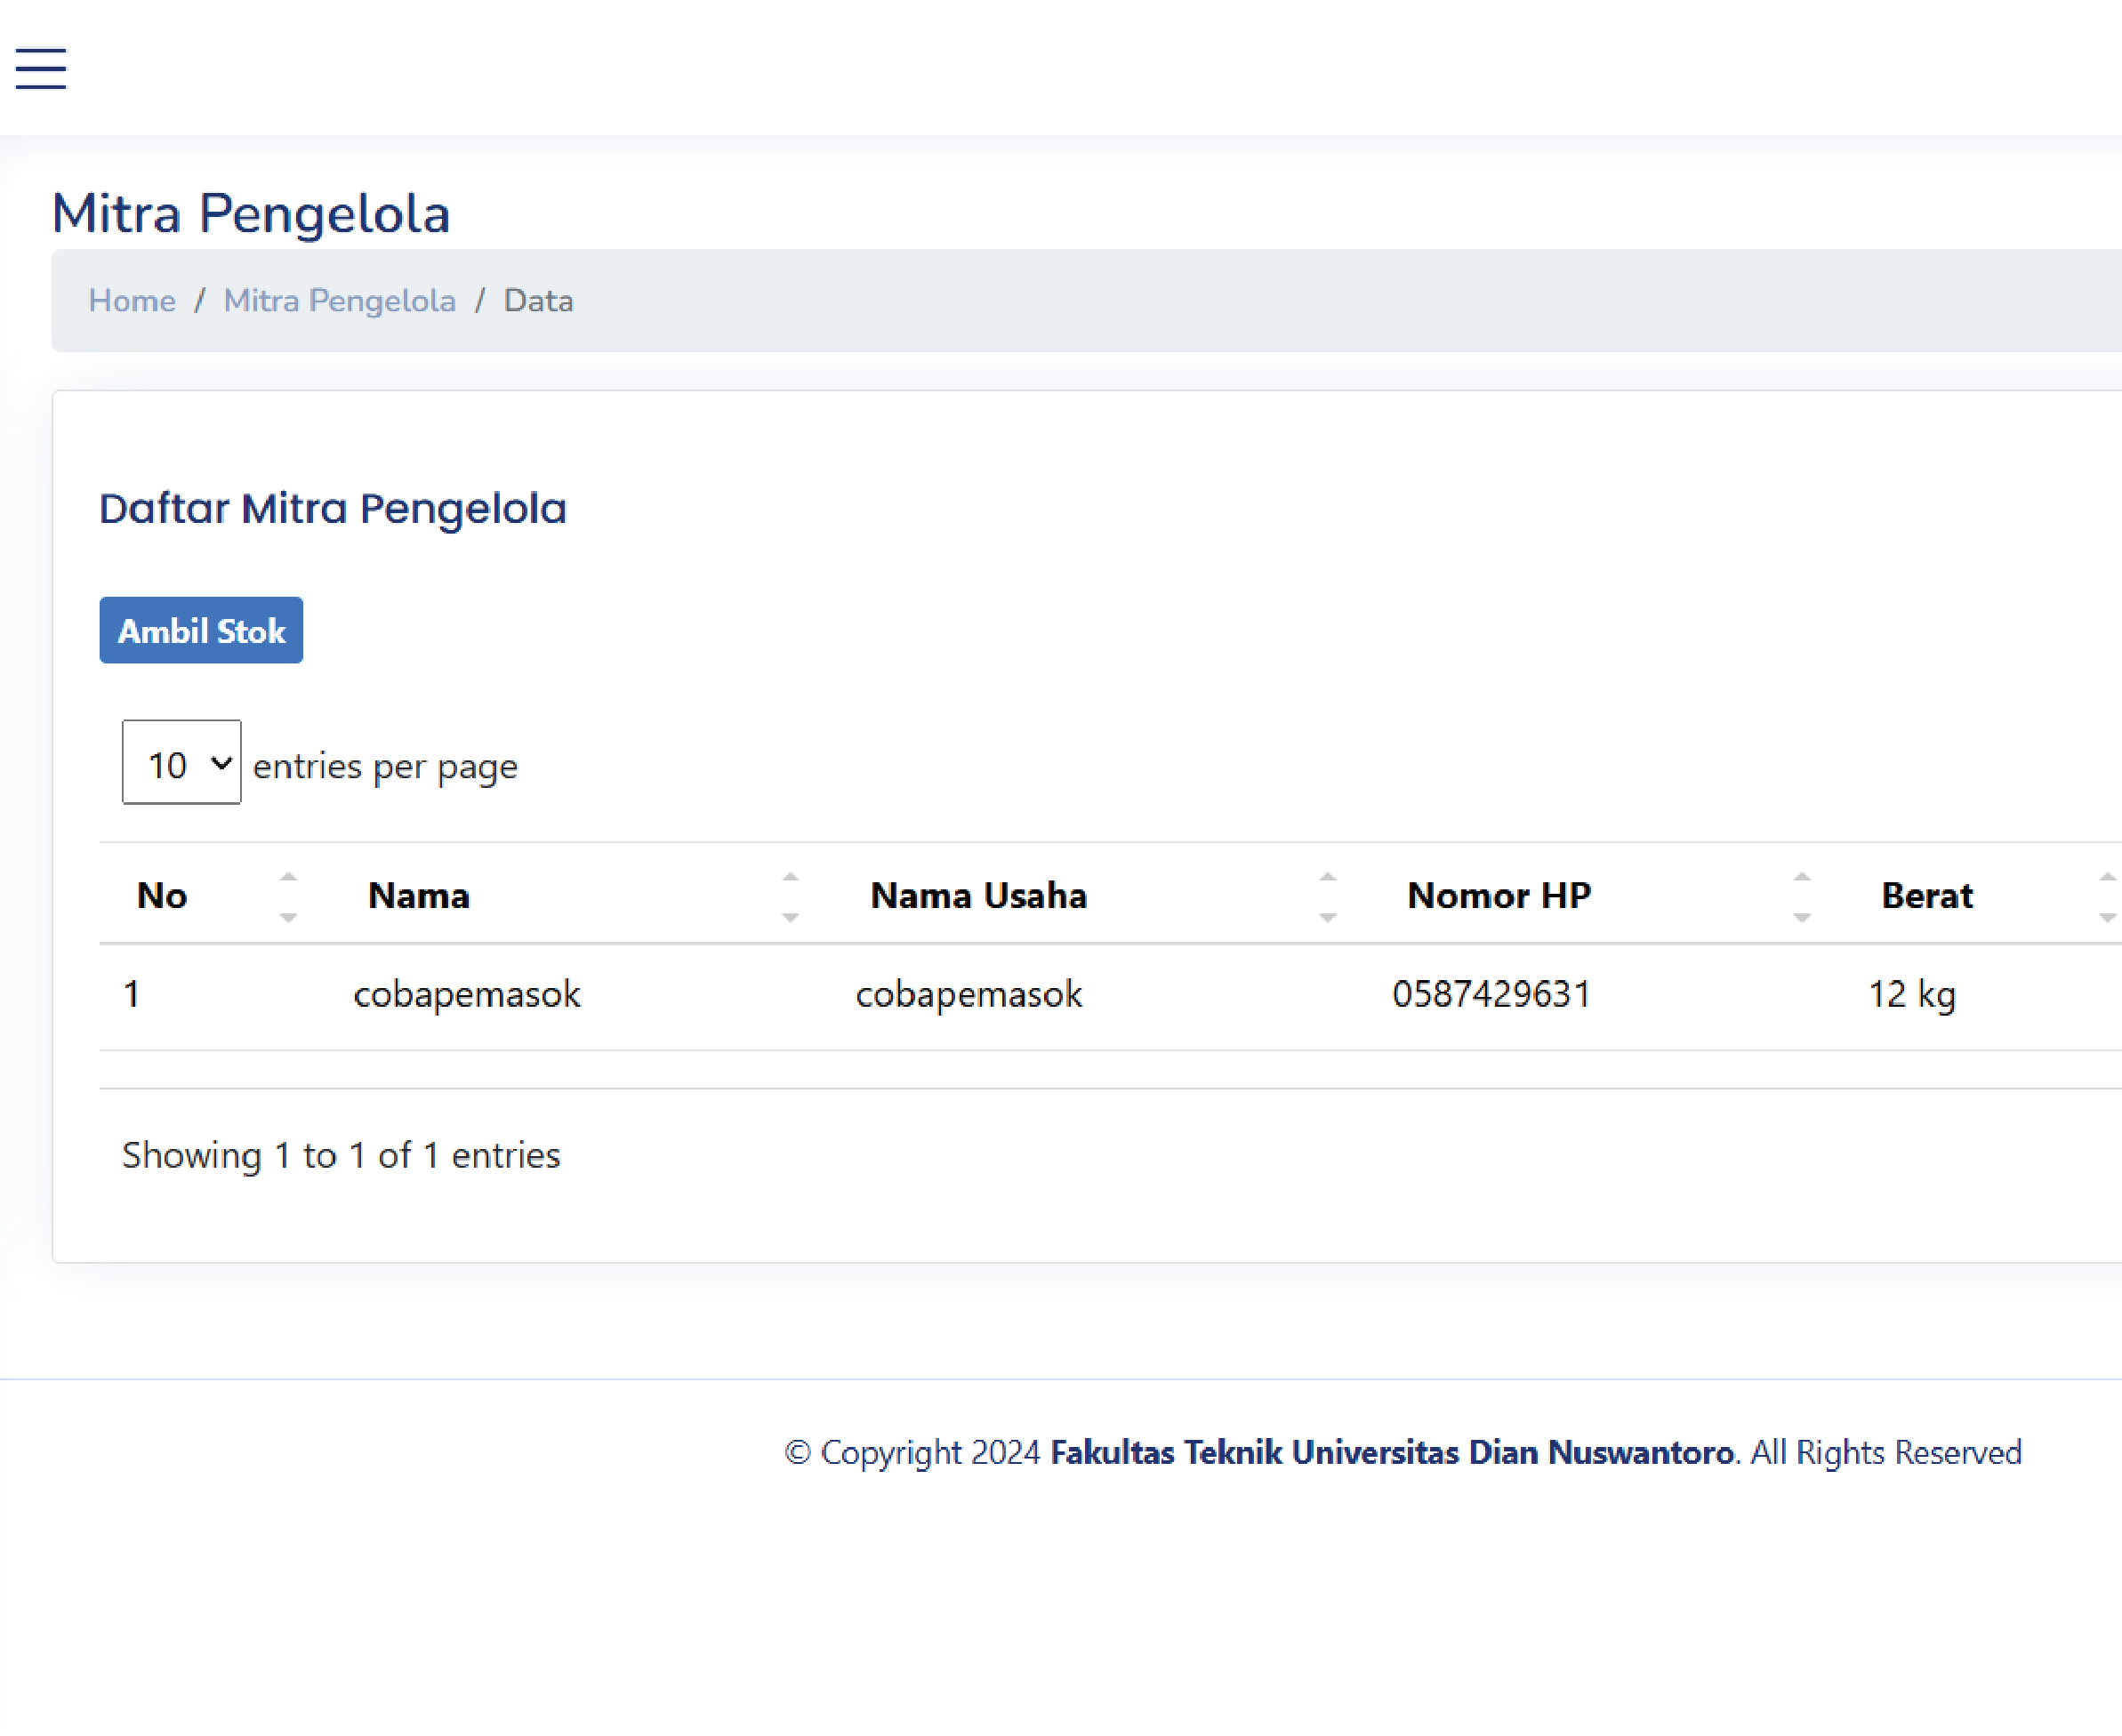 Mitra Pengelola
Home / Mitra Pengelola / Data
Daftar Mitra Pengelola
Ambil Stok
10 entries per page
No Nama Nama Usaha Nomor HP Berat
1 cobapemasok cobapemasok 0587429631 12 kg
Showing 1 to 1 of 1 entries
© Copyright 2024 Fakultas Teknik Universitas Dian Nuswantoro. All Rights Reserved